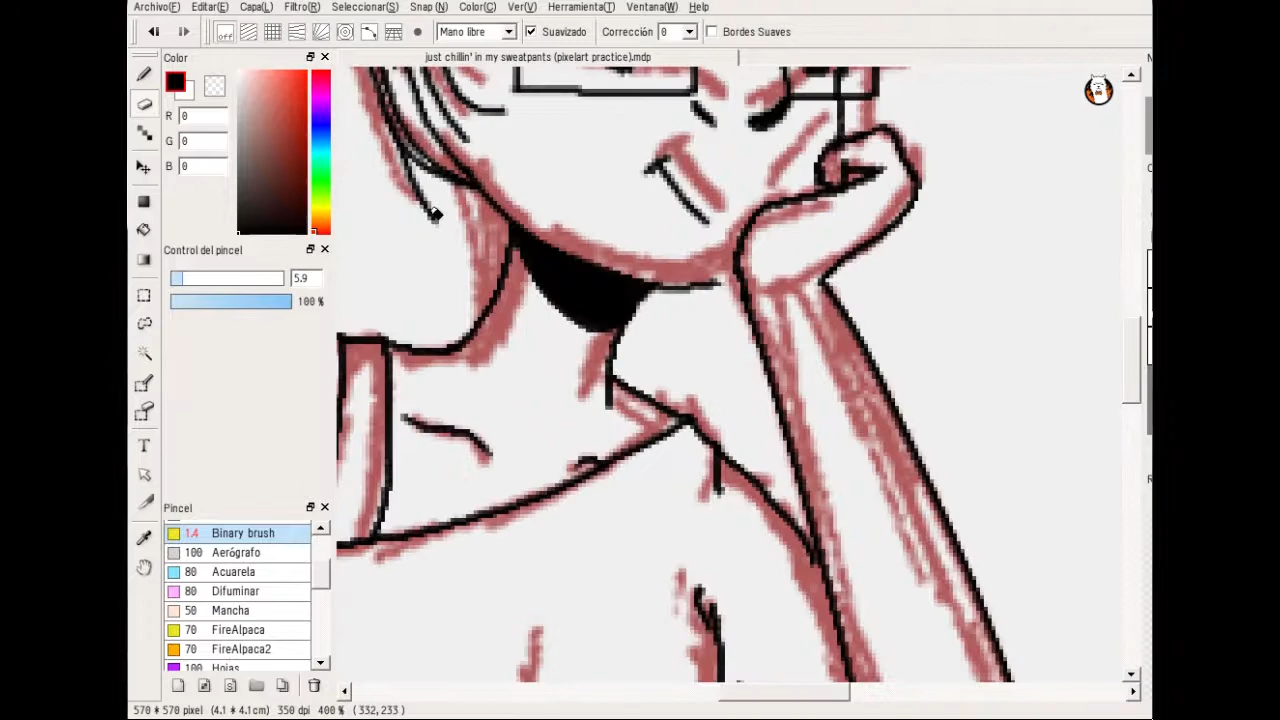 Archivo(F) Editar(E) Capa(L) Filtro(R) Seleccionar(S) Snap (N) Color(C) Ver(V) Herramienta(T) Ventana(W) Help
off Mano libre Suavizado Corrección 0 Bordes Suaves
Color
just chillin' in my sweatpants (pixelart practice).mdp
R 0
G 0
B 0
Control del pincel
5.9
100 %
Pincel
1.4 Binary brush
100 Aerógrafo
80 Acuarela
80 Difuminar
50 Mancha
70 FireAlpaca
70 FireAlpaca2
100 Hojas
T
570 * 570 pixel (4.1 * 4.1cm) 350 dpi 400 % (332,233)